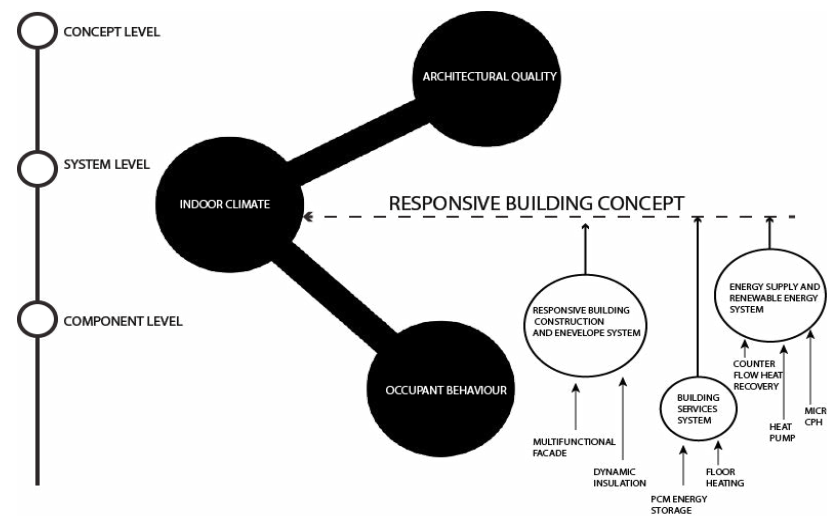 CONCEPT LEVEL
ARCHITECTURAL QUALITY
SYSTEM LEVEL
INDOOR CLIMATE
RESPONSIVE BUILDING CONCEPT
COMPONENT LEVEL
RESPONSIVE BUILDING
CONSTRUCTION
AND ENEVELOPE SYSTEM
ENERGY SUPPLY AND
RENEWABLE ENERGY
SYSTEM
OCCUPANT BEHAVIOUR
BUILDING
SERVICES
SYSTEM
COUNTER
FLOW HEAT
RECOVERY
MICR
CPH
HEAT
PUMP
MULTIFUNCTIONAL
FACADE
DYNAMIC
INSULATION
FLOOR
HEATING
PCM ENERGY
STORAGE